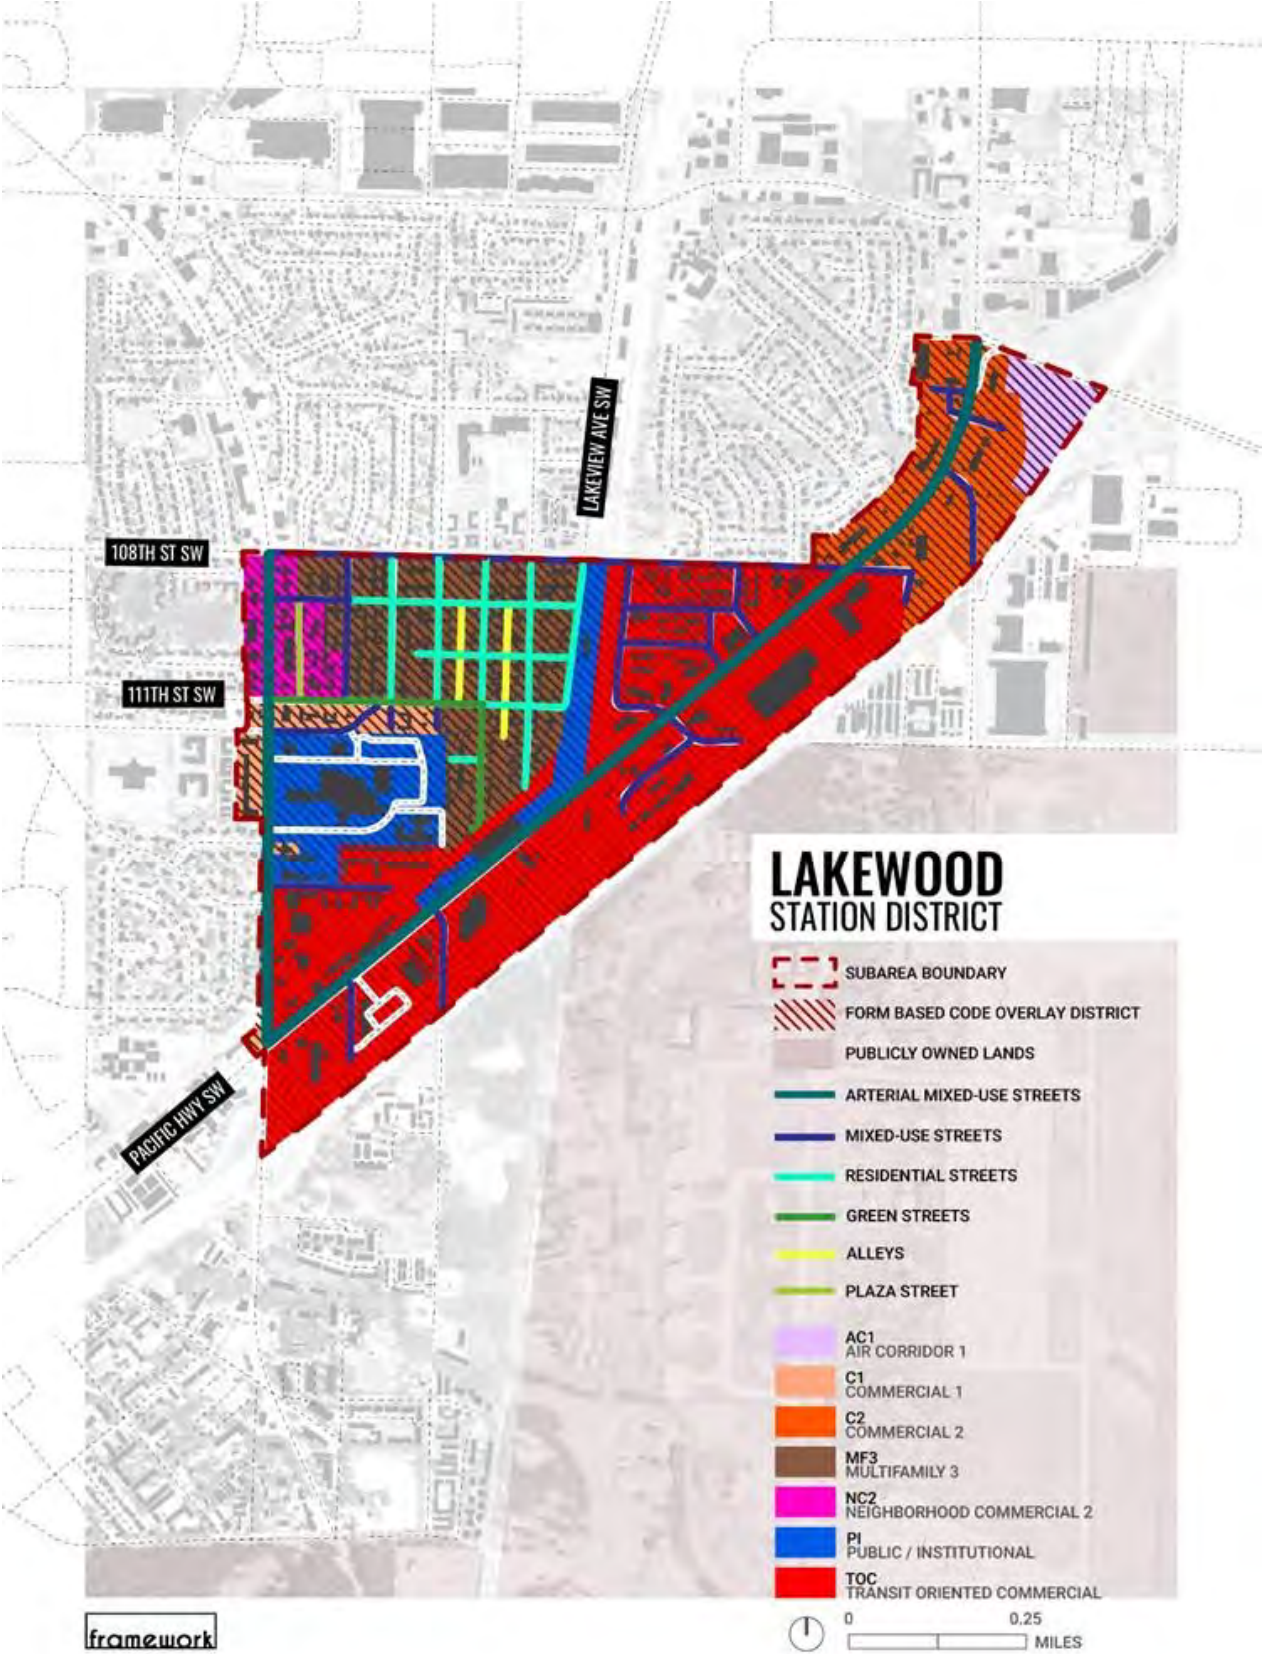 LAKEVIEW AVE SW
108TH ST SW
111TH ST SW
PACIFIC HWY SW
LAKEWOOD
STATION DISTRICT
SUBAREA BOUNDARY
FORM BASED CODE OVERLAY DISTRICT
PUBLICLY OWNED LANDS
ARTERIAL MIXED-USE STREETS
MIXED-USE STREETS
RESIDENTIAL STREETS
GREEN STREETS
ALLEYS
PLAZA STREET
AC1
AIR CORRIDOR 1
C1
COMMERCIAL 1
C2
COMMERCIAL 2
MF3
MULTIFAMILY 3
NC2
NEIGHBORHOOD COMMERCIAL 2
PI
PUBLIC / INSTITUTIONAL
TOC
TRANSIT ORIENTED COMMERCIAL
framework
0 0.25
MILES